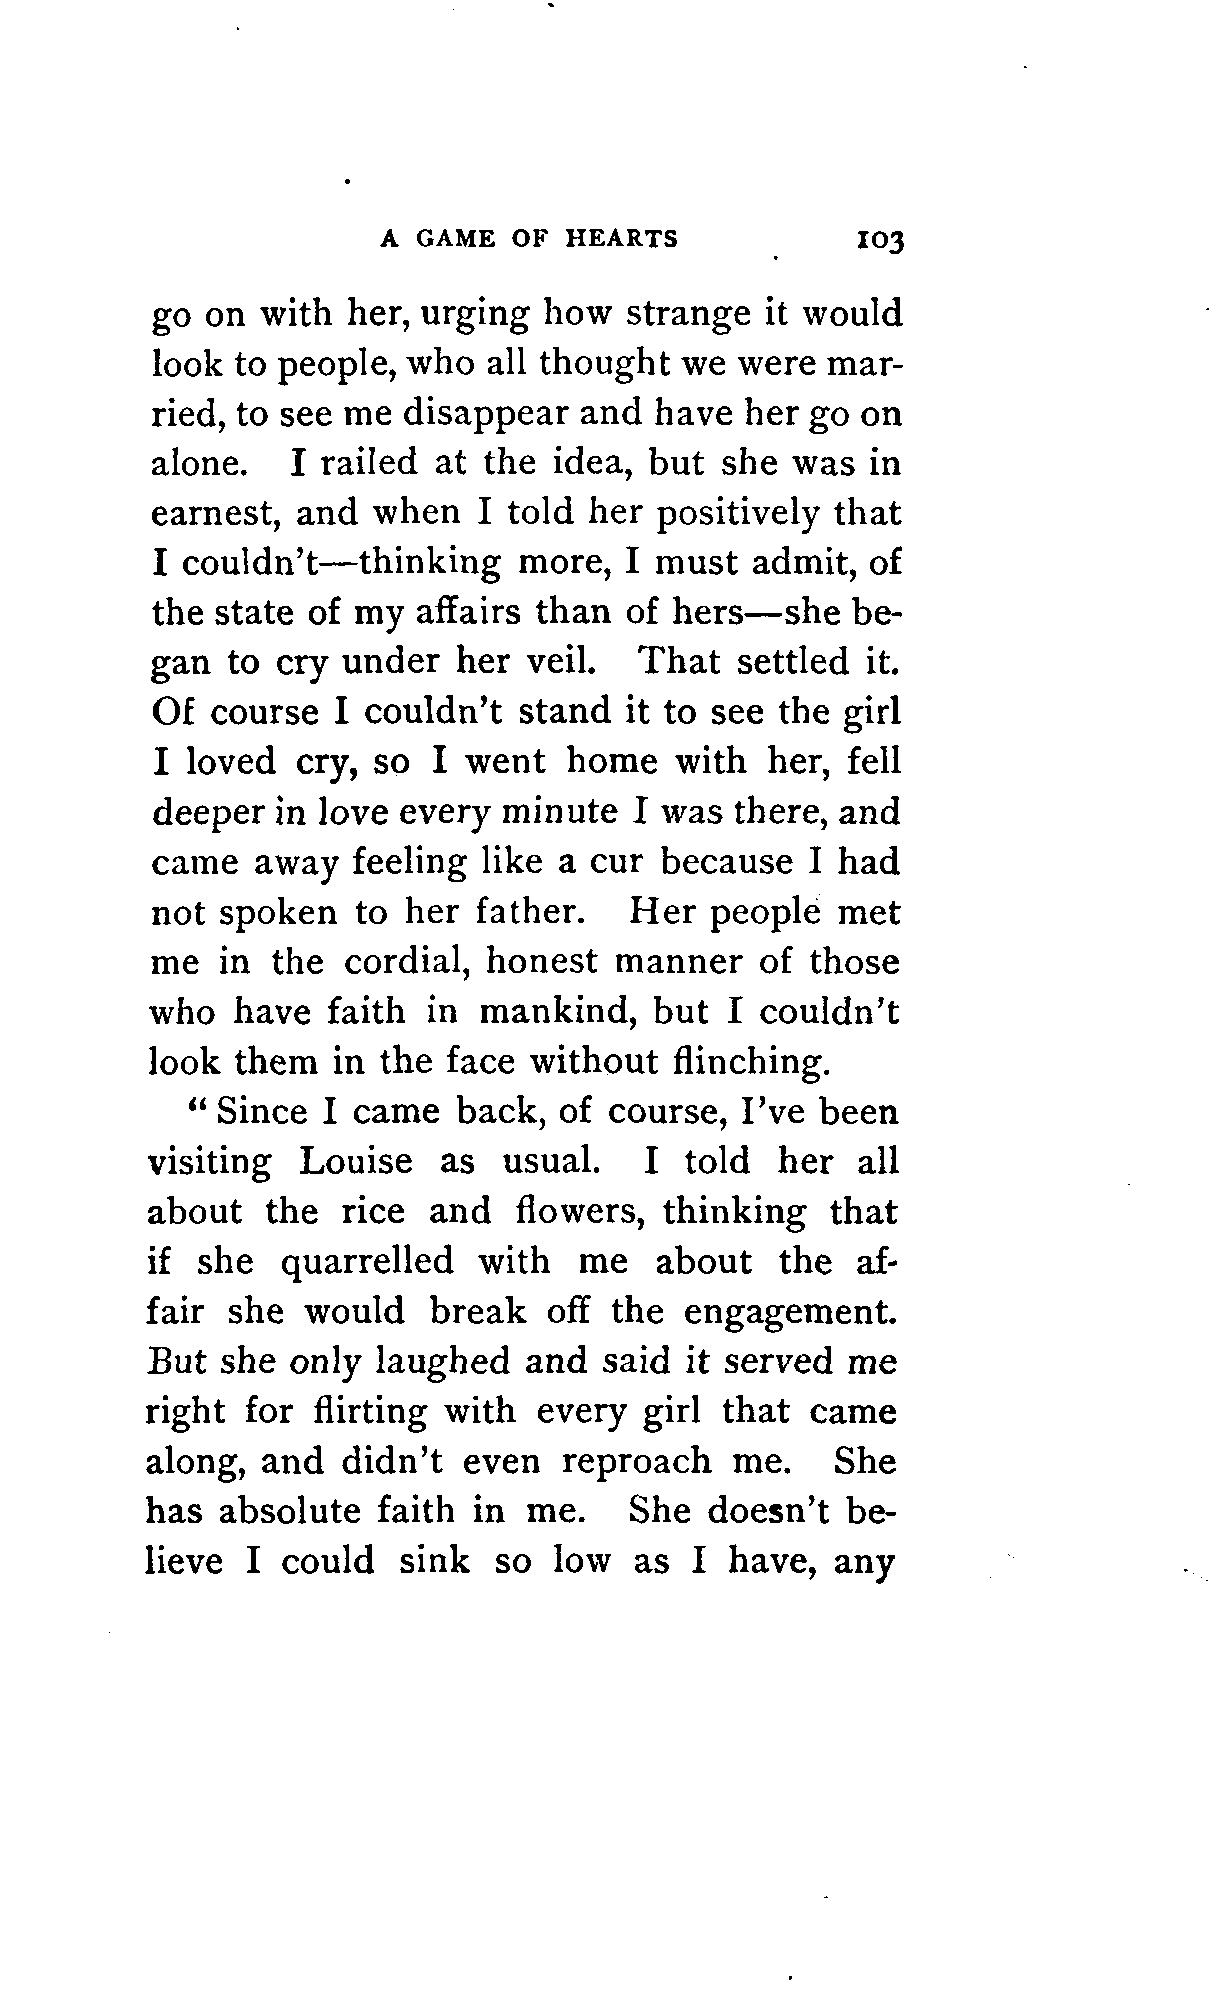 A GAME OF HEARTS 103
go on with her, urging how strange it would
look to people, who all thought we were mar-
ried, to see me disappear and have her go on
alone. I railed at the idea, but she was in
earnest, and when I told her positively that
I couldn't—thinking more, I must admit, of
the state of my affairs than of hers—she be-
gan to cry under her veil. That settled it.
Of course I couldn't stand it to see the girl
I loved cry, so I went home with her, fell
deeper in love every minute I was there, and
came away feeling like a cur because I had
not spoken to her father. Her people met
me in the cordial, honest manner of those
who have faith in mankind, but I couldn't
look them in the face without flinching.
“ Since I came back, of course, I've been
visiting Louise as usual. I told her all
about the rice and flowers, thinking that
if she quarrelled with me about the af-
fair she would break off the engagement.
But she only laughed and said it served me
right for flirting with every girl that came
along, and didn't even reproach me. She
has absolute faith in me. She doesn't be-
lieve I could sink so low as I have, any